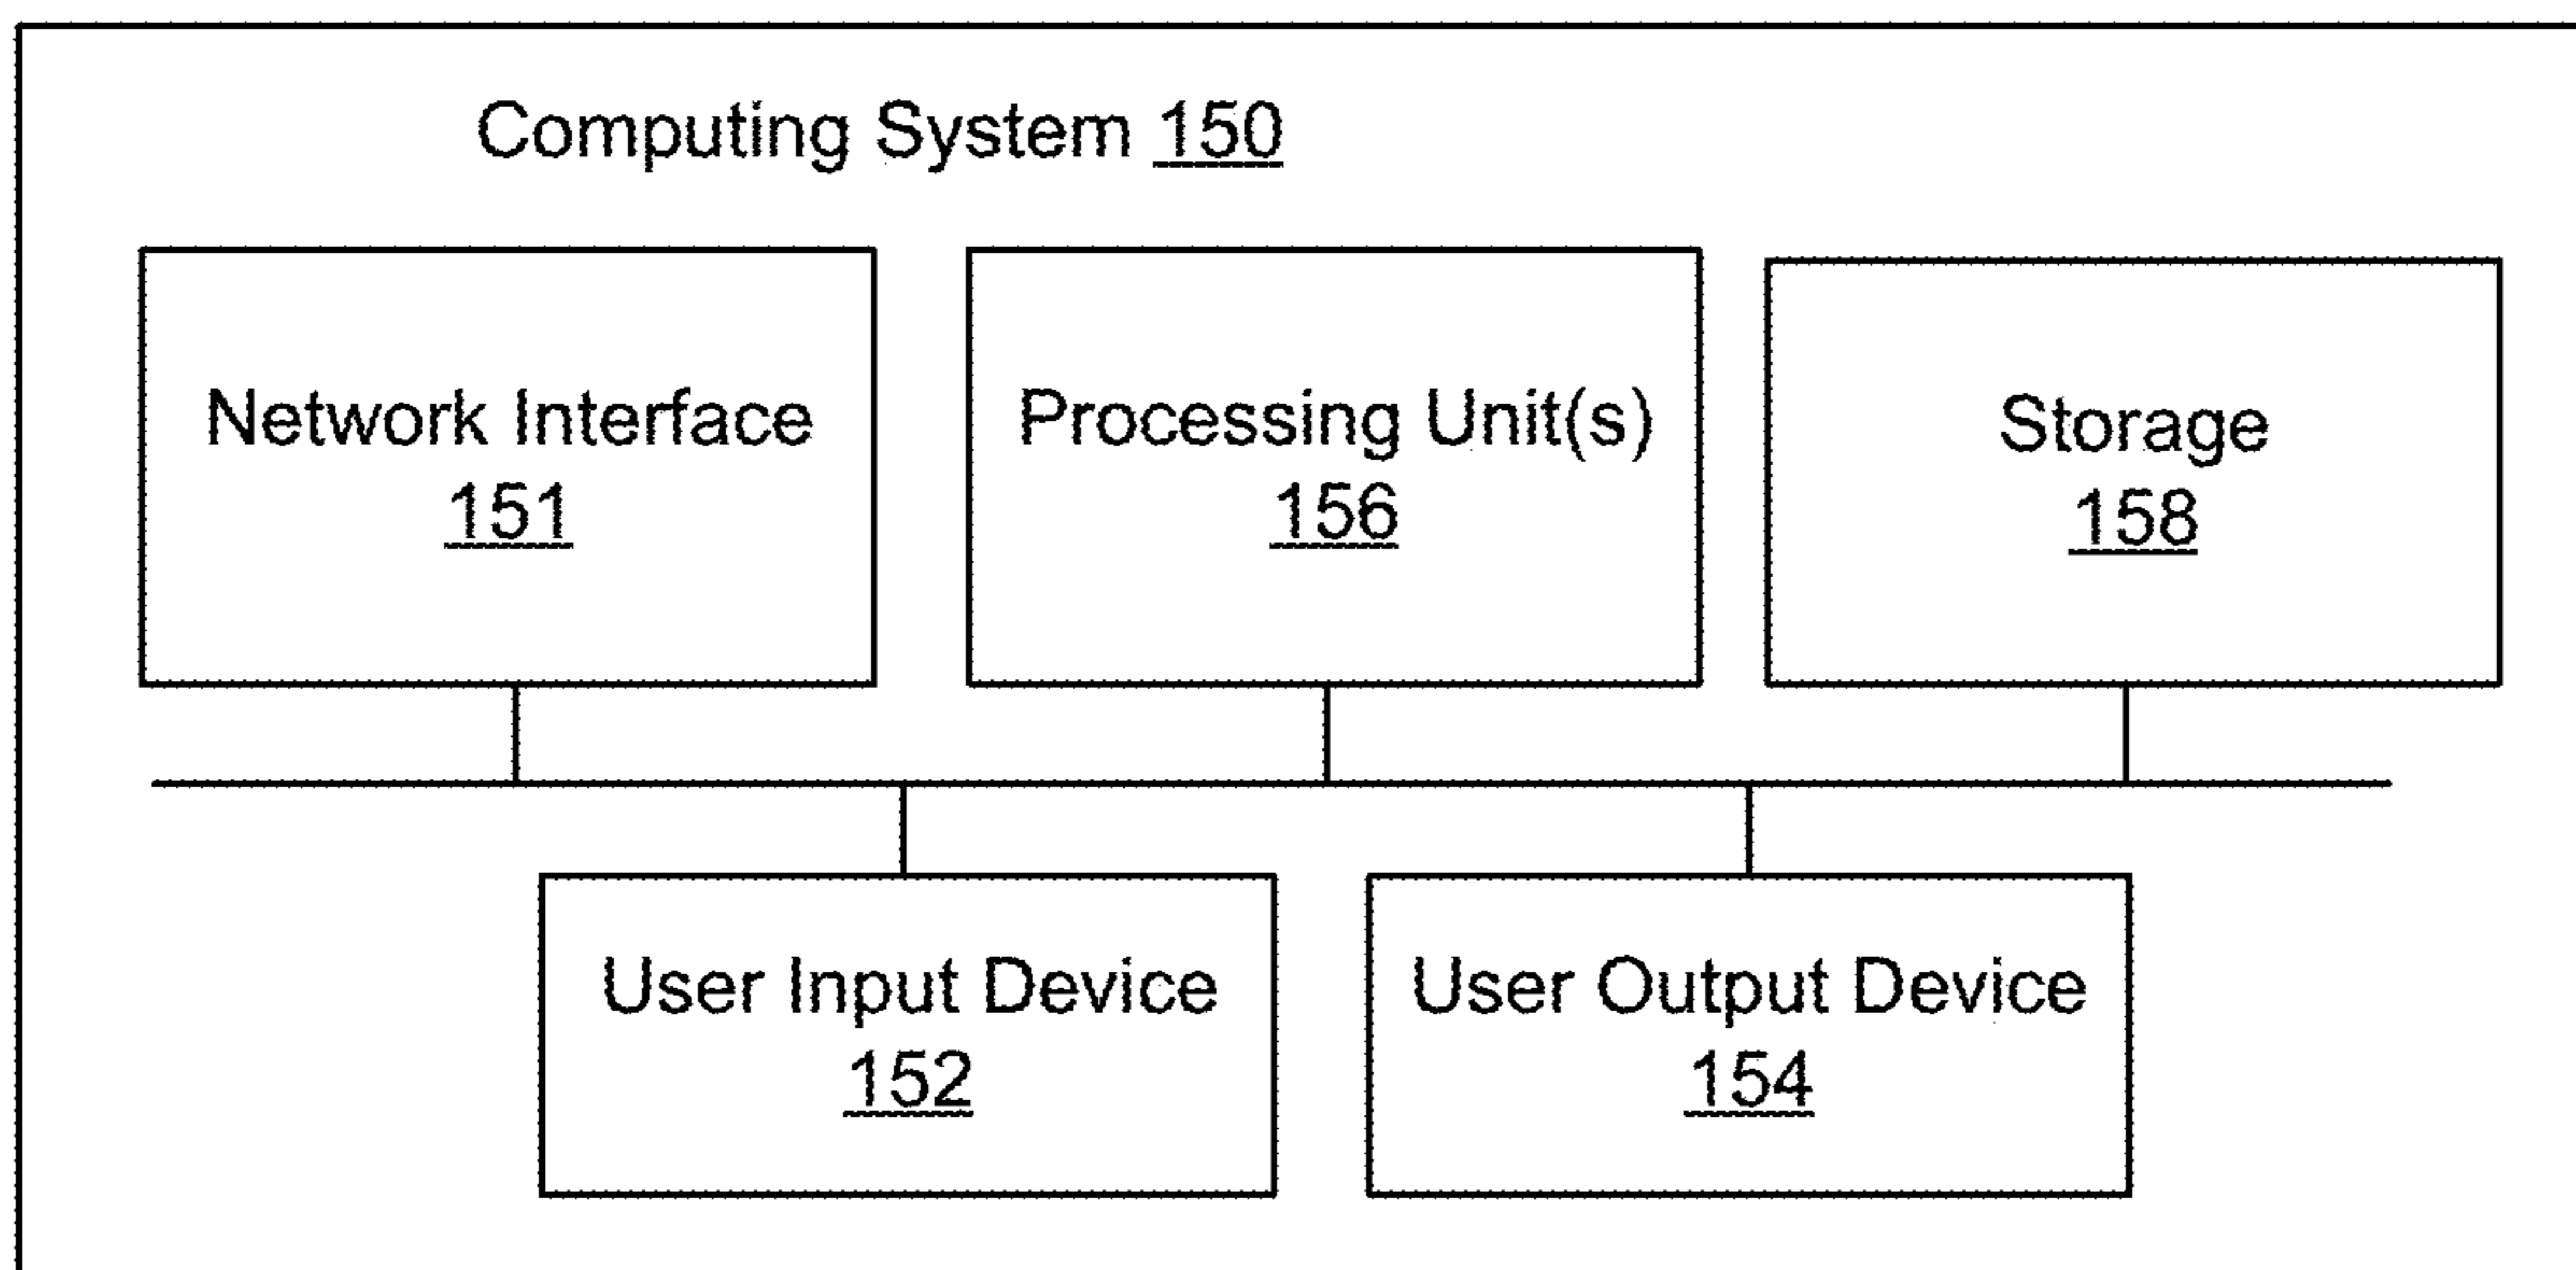 Computing System 150
Network Interface
151
Processing Unit(s)
156
Storage
158
User Input Device
152
User Output Device
154